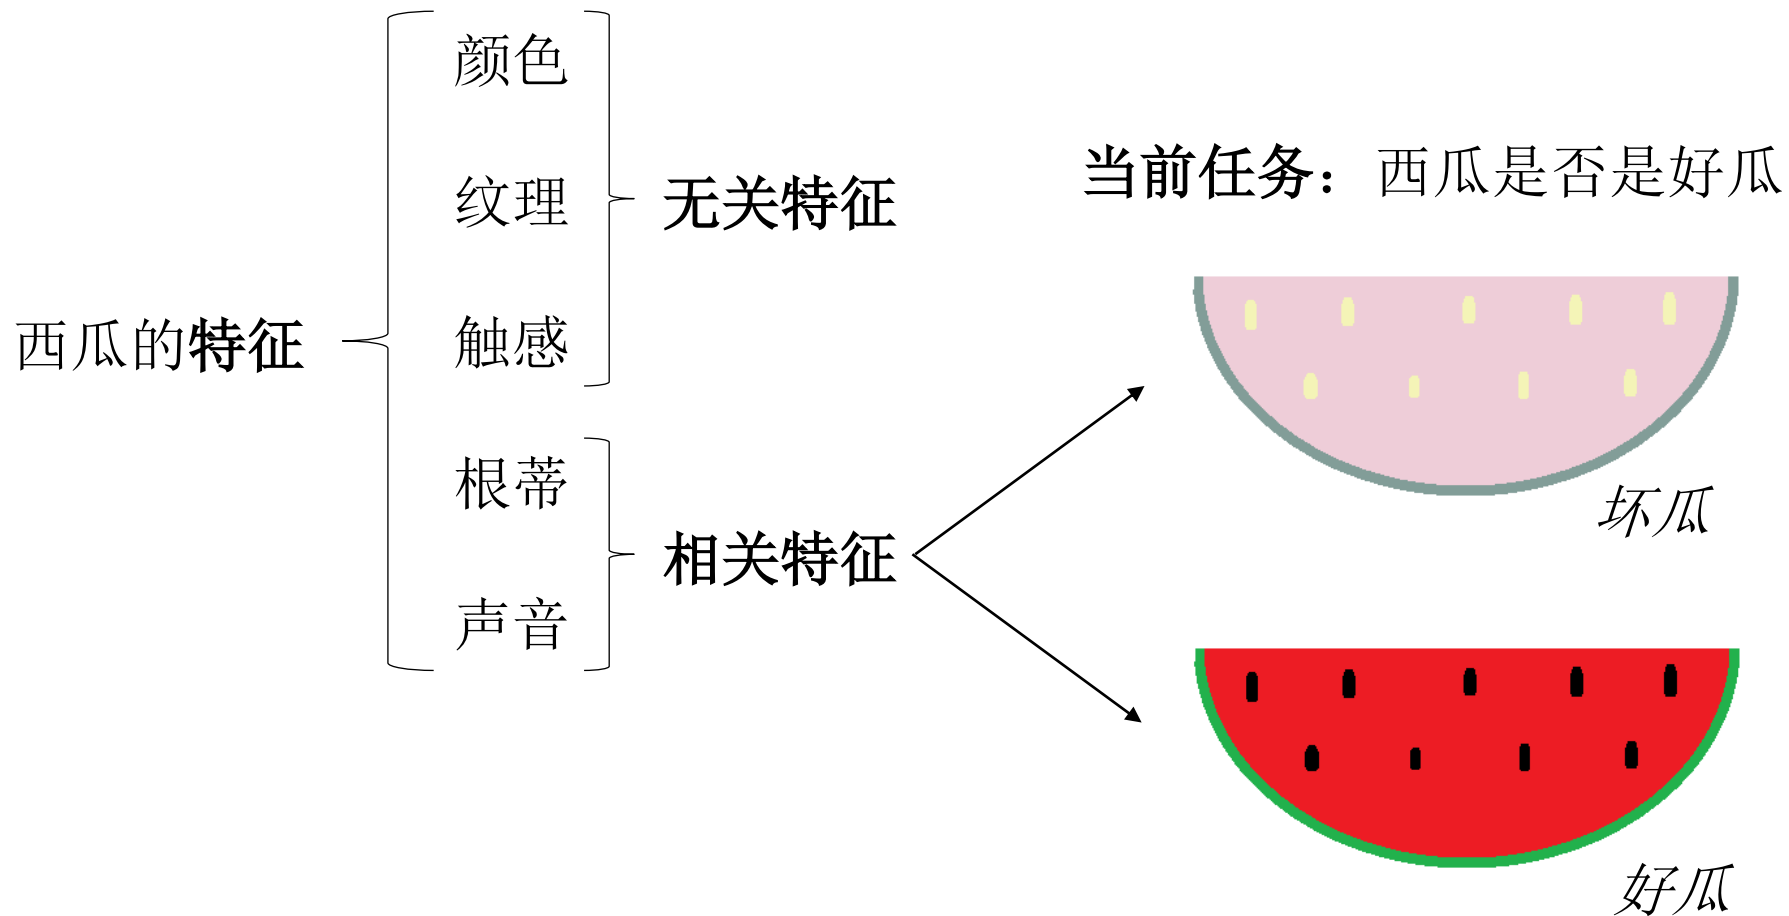 西瓜的特征
颜色
纹理
触感
根蒂
声音
无关特征
相关特征
当前任务：西瓜是否是好瓜
坏瓜
好瓜